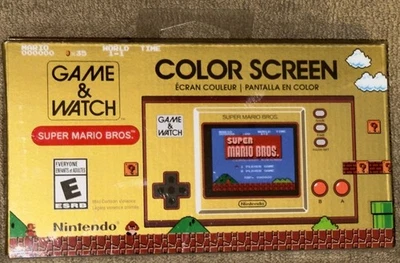 MARIO WORLD TIME
000000 1-1
GAME
& WATCH
COLOR SCREEN
ÉCRAN COULEUR | PANTALLA EN COLOR
SUPER MARIO BROS.
EVERYONE
E
ESRB
Nintendo
GAME
& WATCH
SUPER MARIO BROS.
SUPER
MARIO BROS.
1 PLAYER GAME
2 PLAYER GAME
Nintendo
B A